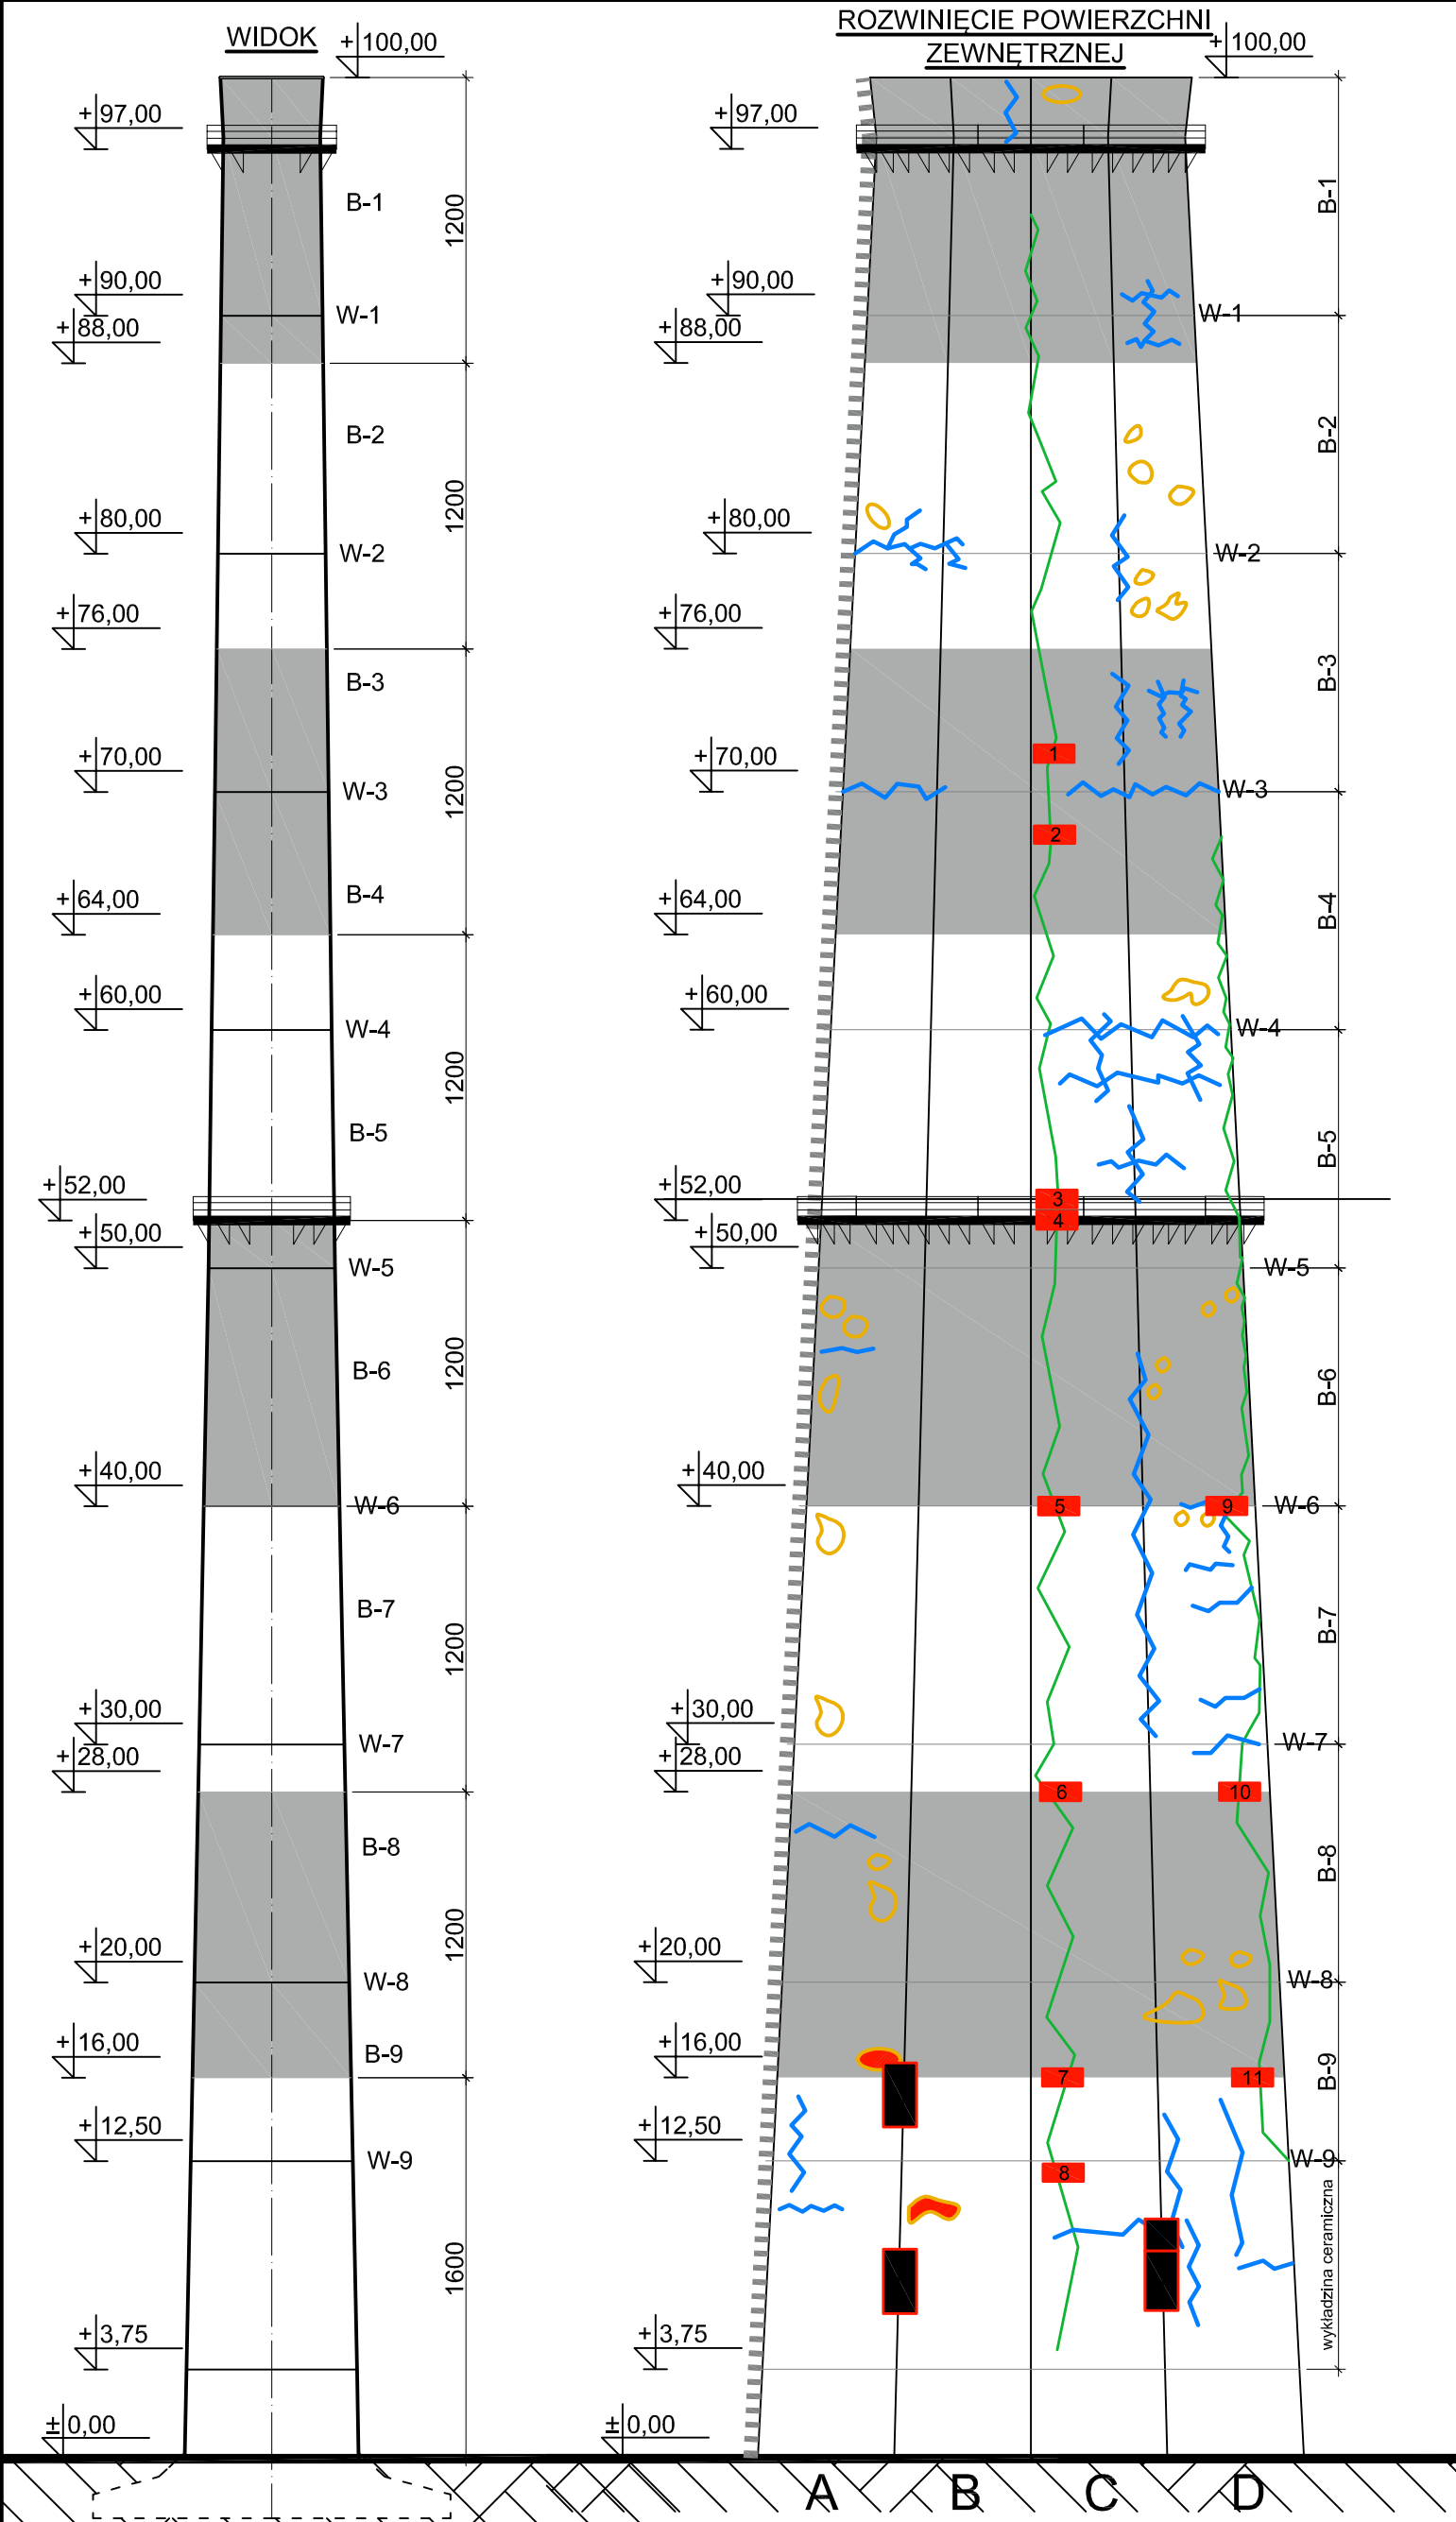 WIDOK
+100,00
+97,00
B-1
1200
+90,00
W-1
+88,00
B-2
1200
+80,00
W-2
+76,00
B-3
+70,00
W-3
1200
B-4
+64,00
+60,00
W-4
1200
B-5
+52,00
+50,00
W-5
B-6
1200
+40,00
W-6
B-7
1200
+30,00
W-7
+28,00
B-8
1200
+20,00
W-8
+16,00
B-9
+12,50
W-9
1600
+3,75
±0,00
ROZWINIĘCIE POWIERZCHNI
ZEWNĘTRZNEJ
+100,00
+97,00
B-1
+90,00
W-1
+88,00
B-2
+80,00
W-2
+76,00
B-3
1
+70,00
W-3
2
+64,00
B-4
+60,00
W-4
B-5
+52,00
3
4
+50,00
W-5
B-6
+40,00
5
9
W-6
B-7
+30,00
W-7
+28,00
6
10
B-8
+20,00
W-8
+16,00
7
11
B-9
+12,50
W-9
8
wykładzina ceramiczna
+3,75
±0,00
A B C D